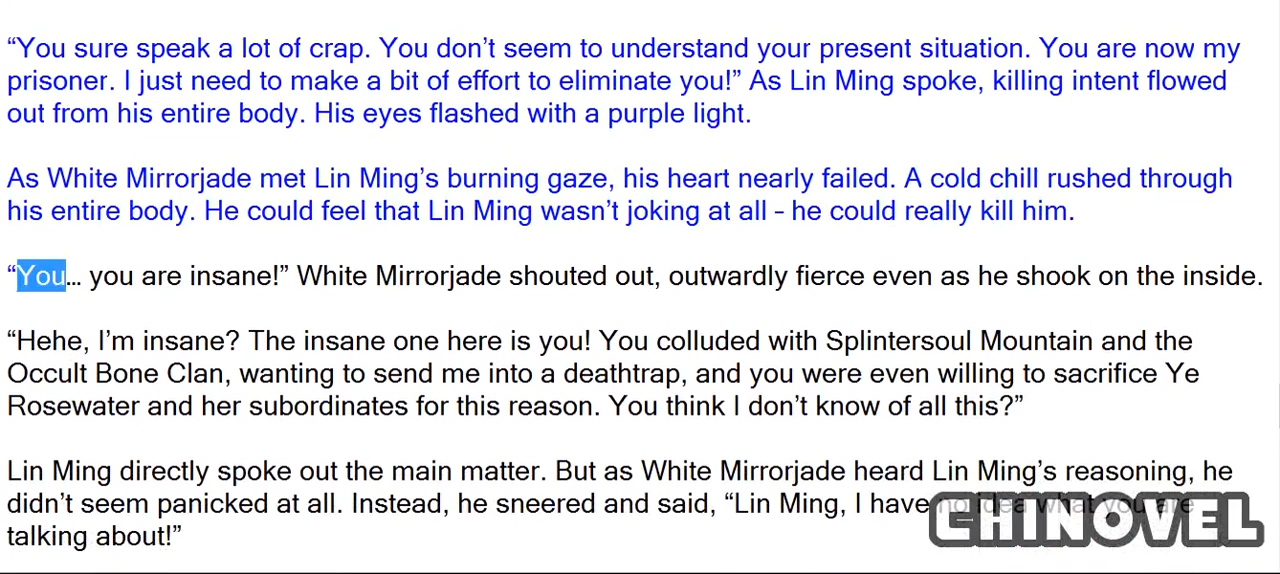 “You sure speak a lot of crap. You don’t seem to understand your present situation. You are now my
prisoner. I just need to make a bit of effort to eliminate you!” As Lin Ming spoke, killing intent flowed
out from his entire body. His eyes flashed with a purple light.
As White Mirrorjade met Lin Ming’s burning gaze, his heart nearly failed. A cold chill rushed through
his entire body. He could feel that Lin Ming wasn’t joking at all – he could really kill him.
“You… you are insane!” White Mirrorjade shouted out, outwardly fierce even as he shook on the inside.
“Hehe, I’m insane? The insane one here is you! You colluded with Splintersoul Mountain and the
Occult Bone Clan, wanting to send me into a deathtrap, and you were even willing to sacrifice Ye
Rosewater and her subordinates for this reason. You think I don’t know of all this?”
Lin Ming directly spoke out the main matter. But as White Mirrorjade heard Lin Ming’s reasoning, he
didn’t seem panicked at all. Instead, he sneered and said, “Lin Ming, I have no idea what you are
talking about!”
CHINOVEL